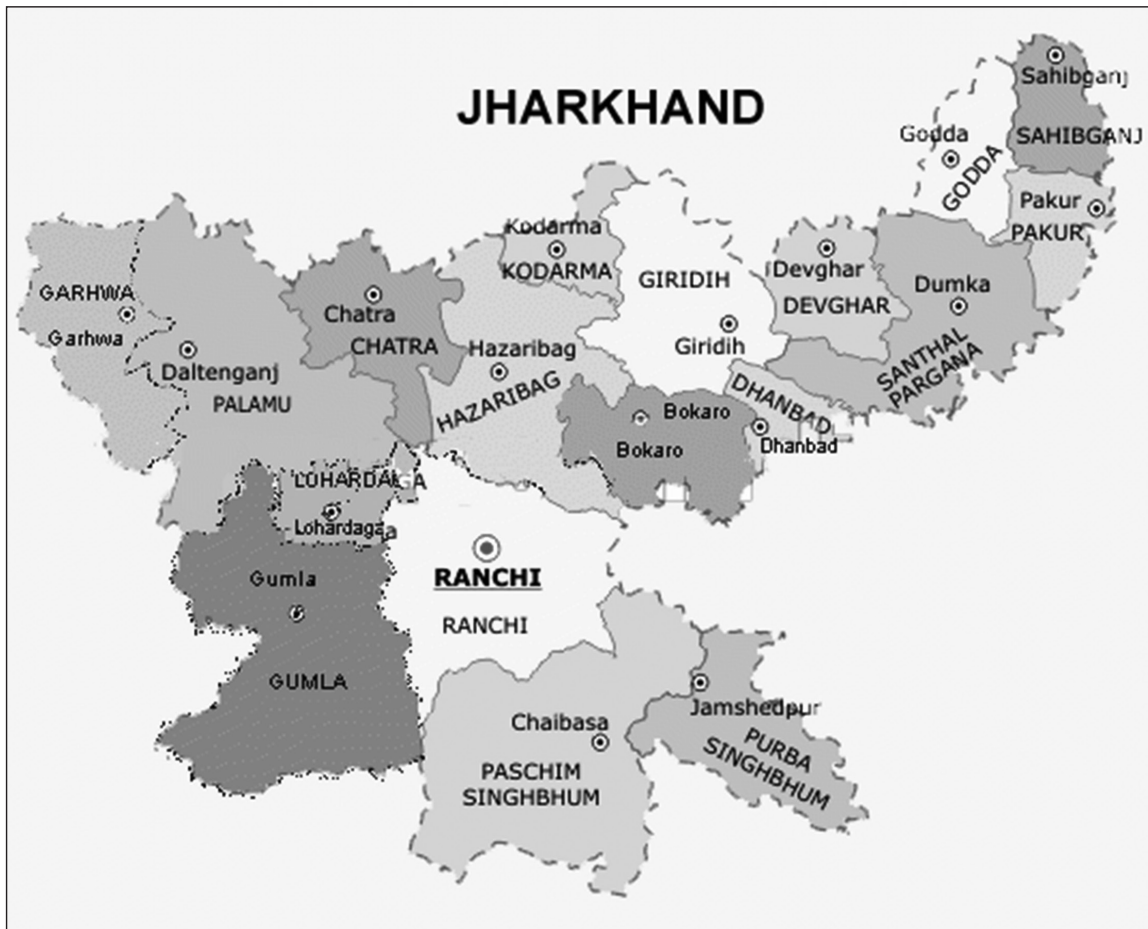 JHARKHAND
Sahibganj
SAHIBGANJ
Godda
GODDA
Pakur
PAKUR
Kodarma
KODARMA
GIRIDIH
Giridih
Devghar
DEVGHAR
Dumka
SANTHAL
PARGANA
GARHWA
Garhwa
Chatra
CHATRA
Daltenganj
PALAMU
Hazaribag
HAZARIBAG
DHANBAD
Dhanbad
Bokaro
Bokaro
LOHARDAGA
Lohardaga
Gumla
GUMLA
RANCHI
RANCHI
Chaibasa
PASCHIM
SINGHBHUM
Jamshedpur
PURBA
SINGHBHUM